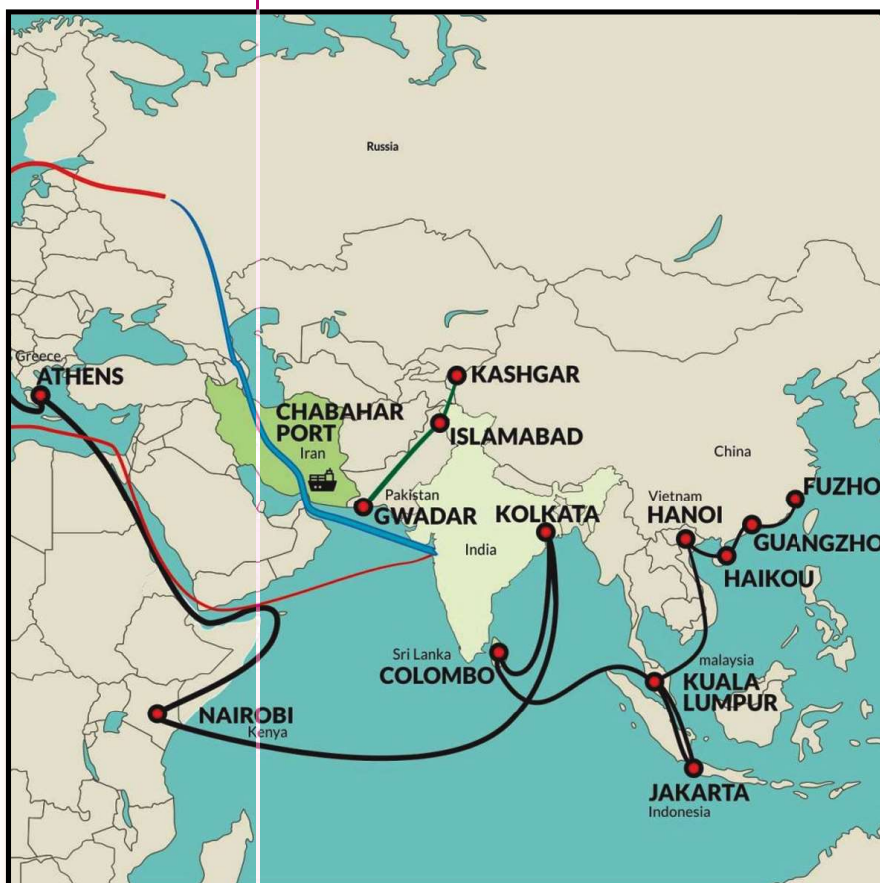 Russia
Greece
ATHENS
KASHGAR
CHABAHAR
PORT
Iran
ISLAMABAD
China
Pakistan
GWADAR
KOLKATA
India
Vietnam
HANOI
FUZHO
GUANGZHO
HAIKOU
Sri Lanka
COLOMBO
malaysia
KUALA
LUMPUR
NAIROBI
Kenya
JAKARTA
Indonesia